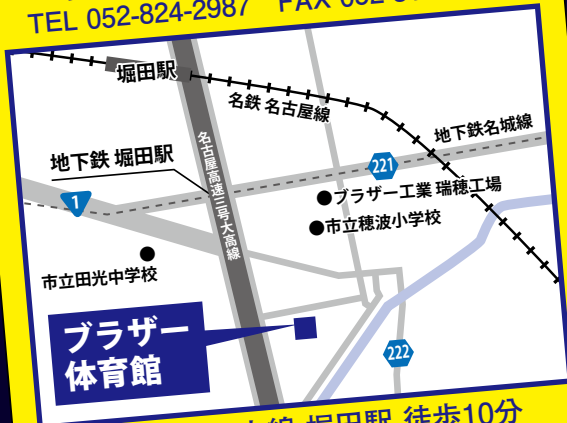 TEL 052-824-2987 FAX 052
堀田駅
名鉄 名古屋線
地下鉄名城線
地下鉄 堀田駅
名古屋高速三号大高線
221
1
ブラザー工業 瑞穂工場
市立穂波小学校
市立田光中学校
ブラザー
体育館
222
線 堀田駅 徒歩10分